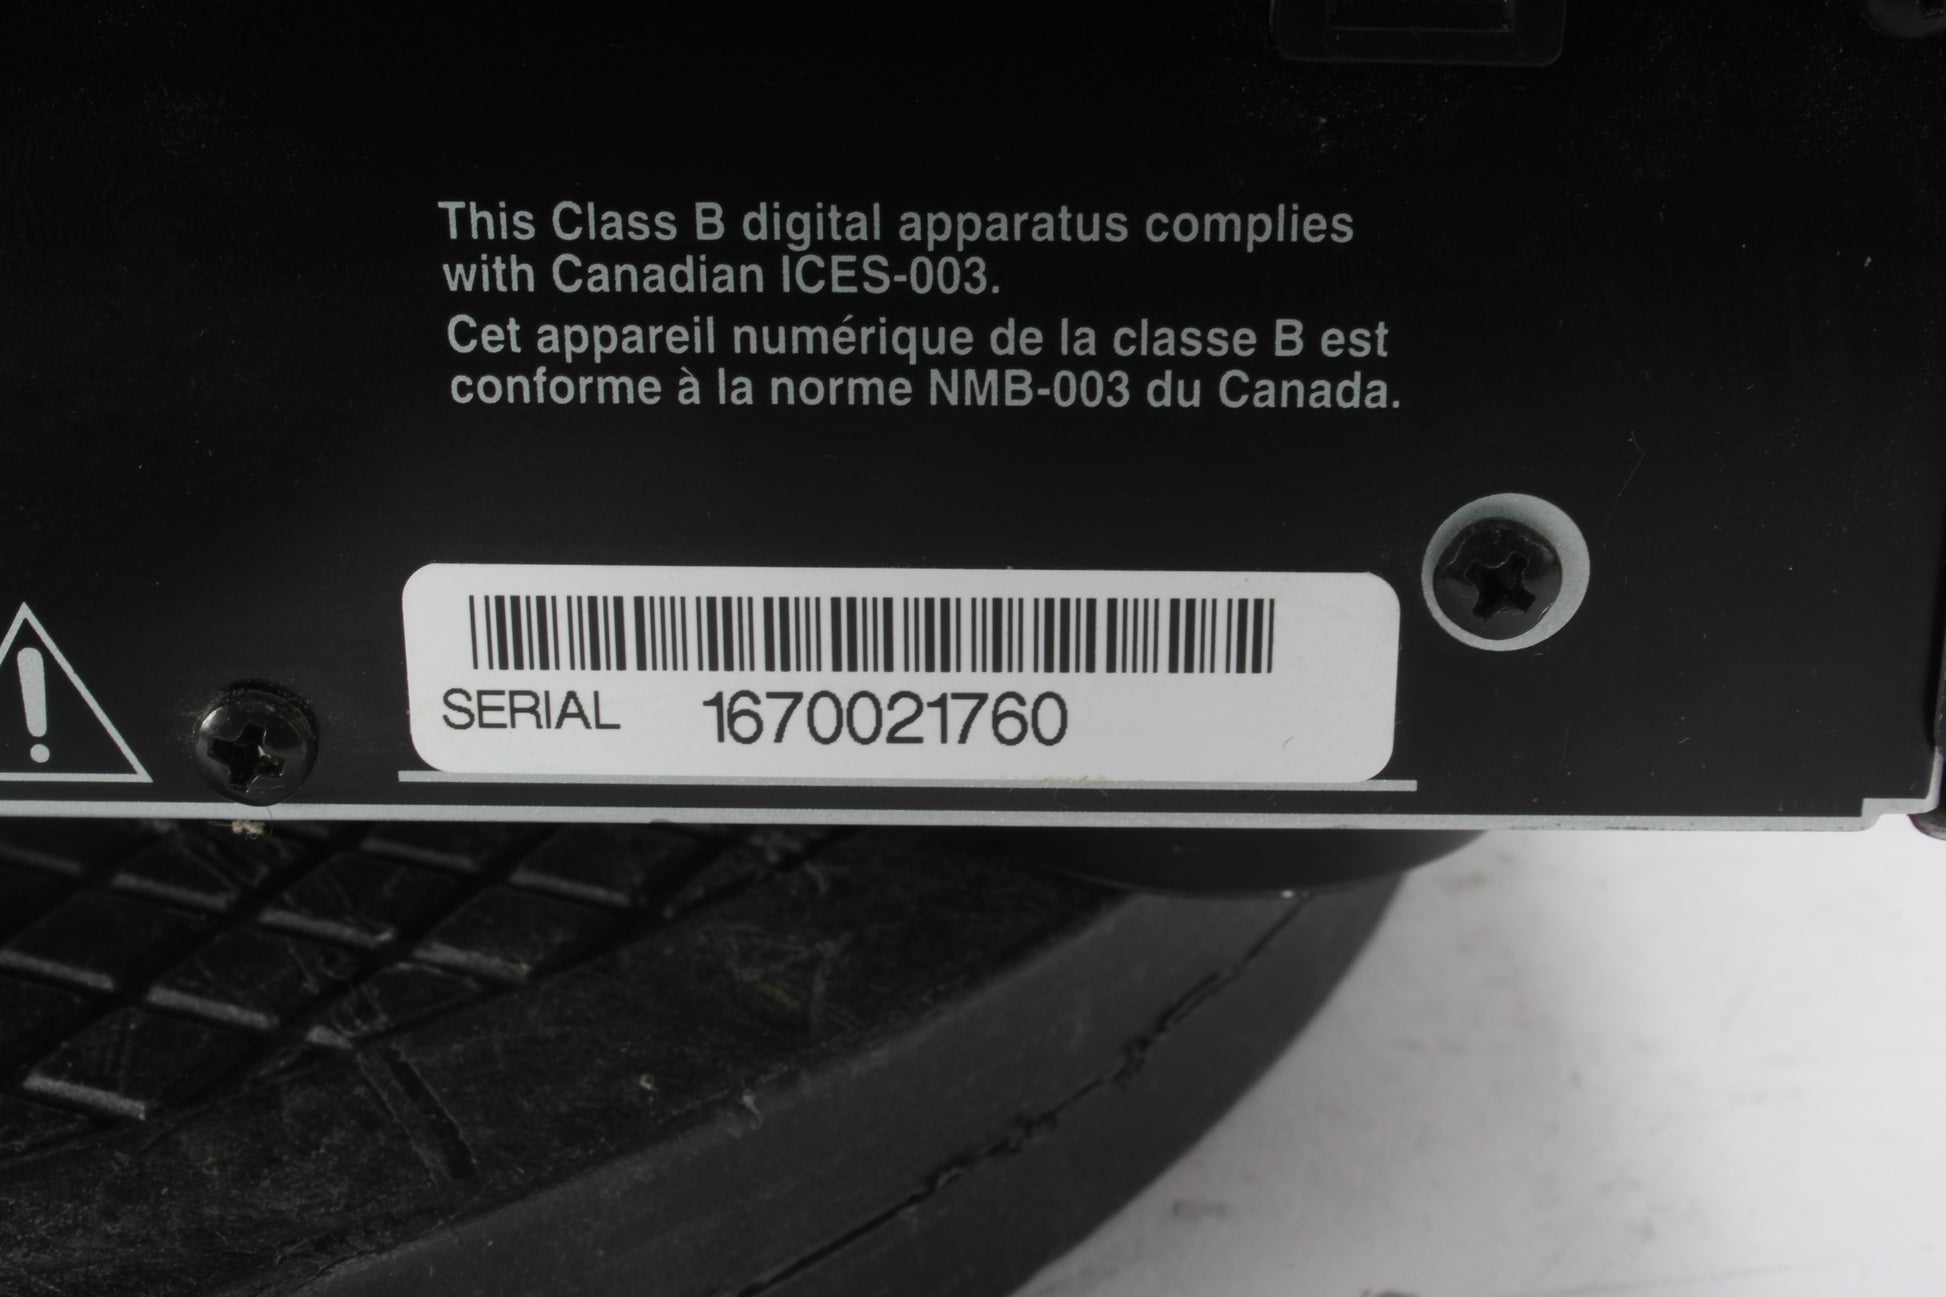 This Class B digital apparatus complies
with Canadian ICES-003.
Cet appareil numérique de la classe B est
conforme à la norme NMB-003 du Canada.
SERIAL 1670021760